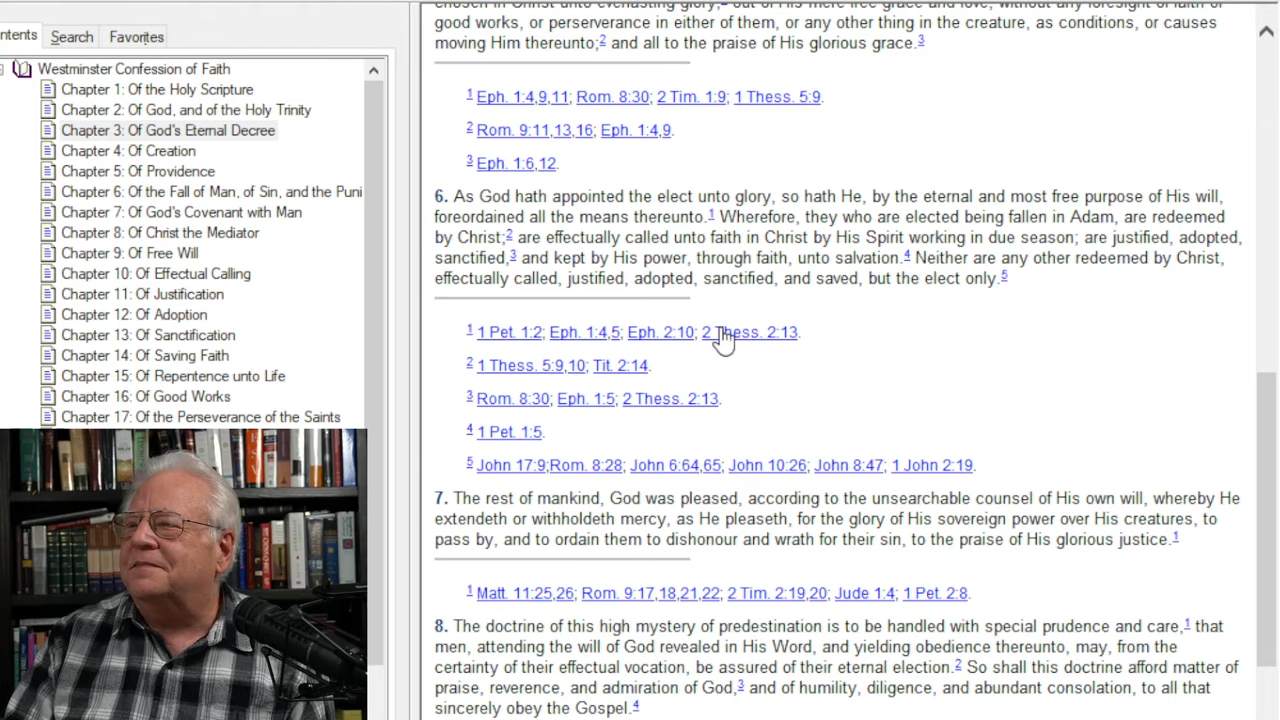 ntents Search Favorites
Westminster Confession of Faith
Chapter 1: Of the Holy Scripture
Chapter 2: Of God, and of the Holy Trinity
Chapter 3: Of God's Eternal Decree
Chapter 4: Of Creation
Chapter 5: Of Providence
Chapter 6: Of the Fall of Man, of Sin, and the Puni
Chapter 7: Of God's Covenant with Man
Chapter 8: Of Christ the Mediator
Chapter 9: Of Free Will
Chapter 10: Of Effectual Calling
Chapter 11: Of Justification
Chapter 12: Of Adoption
Chapter 13: Of Sanctification
Chapter 14: Of Saving Faith
Chapter 15: Of Repentence unto Life
Chapter 16: Of Good Works
Chapter 17: Of the Perseverance of the Saints
chosen in Christ unto everlasting glory;1 out of His mere free grace and love, without any foresight of faith or
good works, or perserverance in either of them, or any other thing in the creature, as conditions, or causes
moving Him thereunto;2 and all to the praise of His glorious grace.3
1 Eph. 1:4,9,11; Rom. 8:30; 2 Tim. 1:9; 1 Thess. 5:9.
2 Rom. 9:11,13,16; Eph. 1:4,9.
3 Eph. 1:6,12.
6. As God hath appointed the elect unto glory, so hath He, by the eternal and most free purpose of His will,
foreordained all the means thereunto.1 Wherefore, they who are elected being fallen in Adam, are redeemed
by Christ;2 are effectually called unto faith in Christ by His Spirit working in due season; are justified, adopted,
sanctified,3 and kept by His power, through faith, unto salvation.4 Neither are any other redeemed by Christ,
effectually called, justified, adopted, sanctified, and saved, but the elect only.5
1 1 Pet. 1:2; Eph. 1:4,5; Eph. 2:10; 2 Thess. 2:13.
2 1 Thess. 5:9,10; Tit. 2:14.
3 Rom. 8:30; Eph. 1:5; 2 Thess. 2:13.
4 1 Pet. 1:5.
5 John 17:9;Rom. 8:28; John 6:64,65; John 10:26; John 8:47; 1 John 2:19.
7. The rest of mankind, God was pleased, according to the unsearchable counsel of His own will, whereby He
extendeth or withholdeth mercy, as He pleaseth, for the glory of His sovereign power over His creatures, to
pass by, and to ordain them to dishonour and wrath for their sin, to the praise of His glorious justice.1
1 Matt. 11:25,26; Rom. 9:17,18,21,22; 2 Tim. 2:19,20; Jude 1:4; 1 Pet. 2:8.
8. The doctrine of this high mystery of predestination is to be handled with special prudence and care,1 that
men, attending the will of God revealed in His Word, and yielding obedience thereunto, may, from the
certainty of their effectual vocation, be assured of their eternal election.2 So shall this doctrine afford matter of
praise, reverence, and admiration of God,3 and of humility, diligence, and abundant consolation, to all that
sincerely obey the Gospel.4